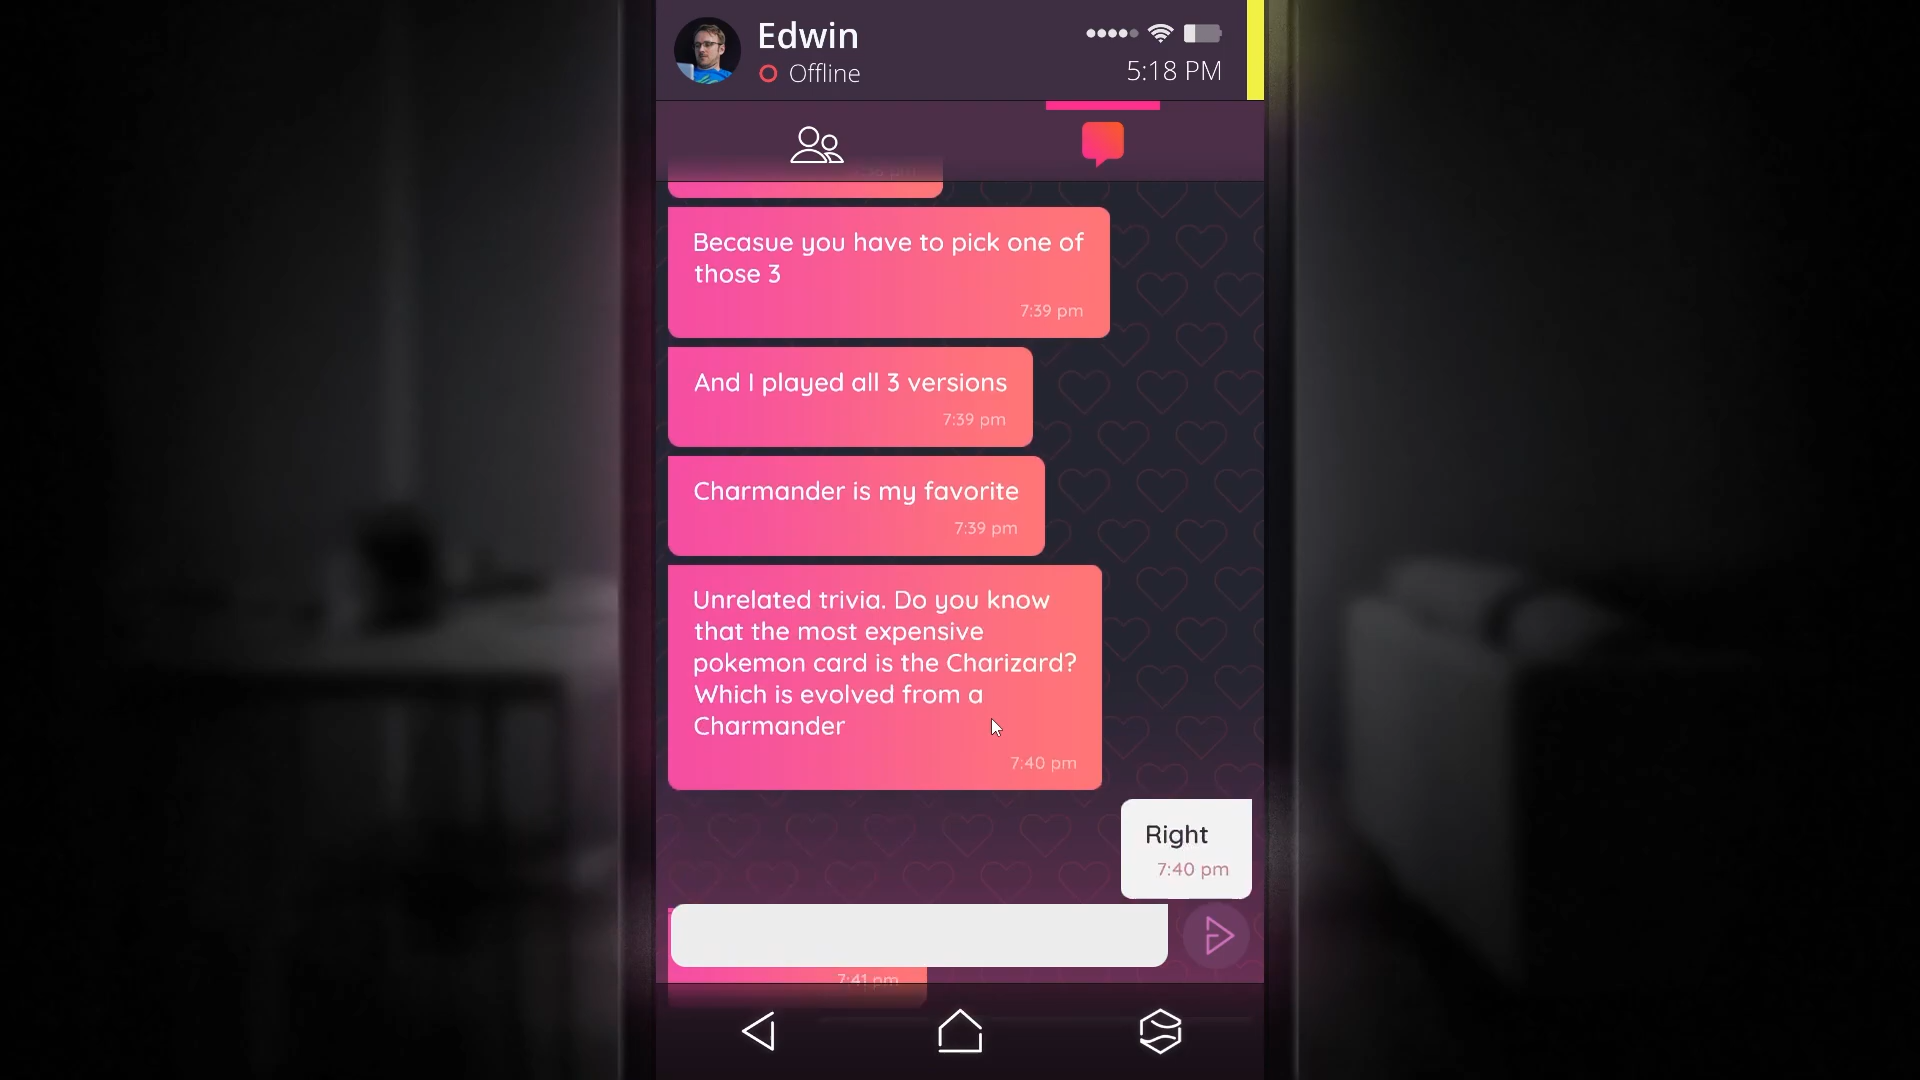 Edwin
Offline
5:18 PM
Becasue you have to pick one of
those 3
7:39 pm
And I played all 3 versions
7:39 pm
Charmander is my favorite
7:39 pm
Unrelated trivia. Do you know
that the most expensive
pokemon card is the Charizard?
Which is evolved from a
Charmander
7:40 pm
Right
7:40 pm
7:41 pm